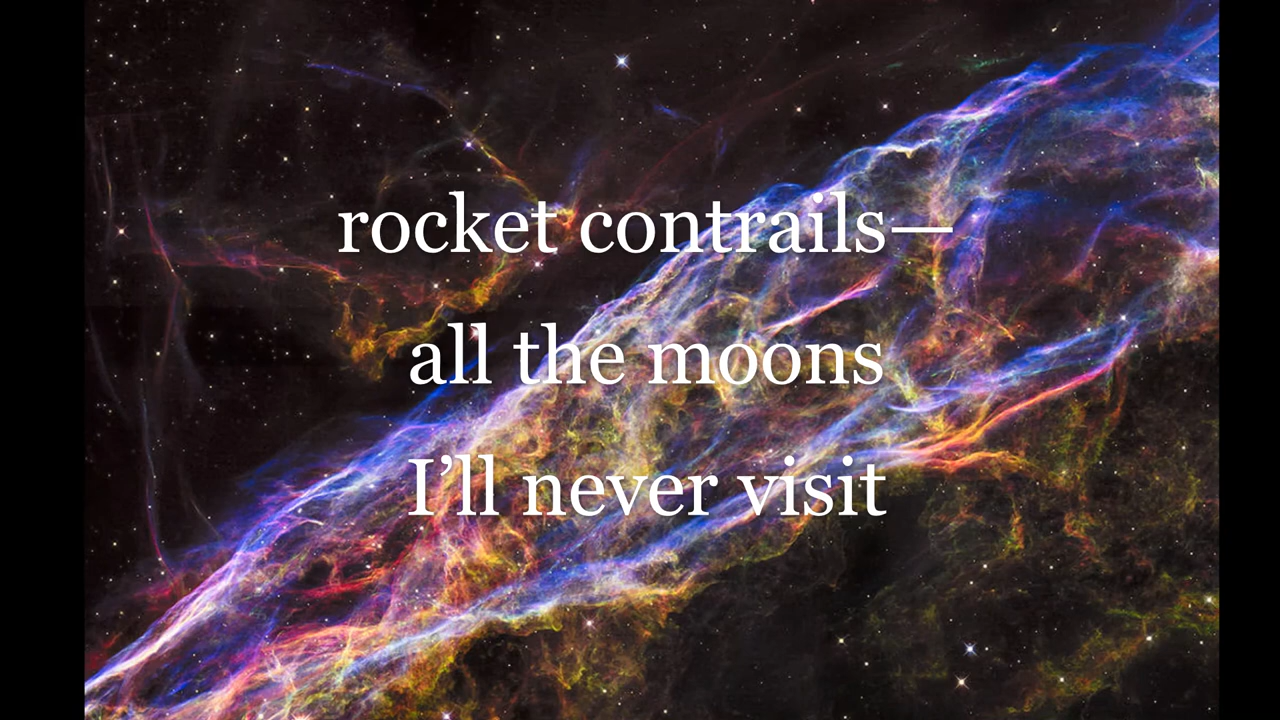 rocket contrails—
all the moons
I’ll never visit